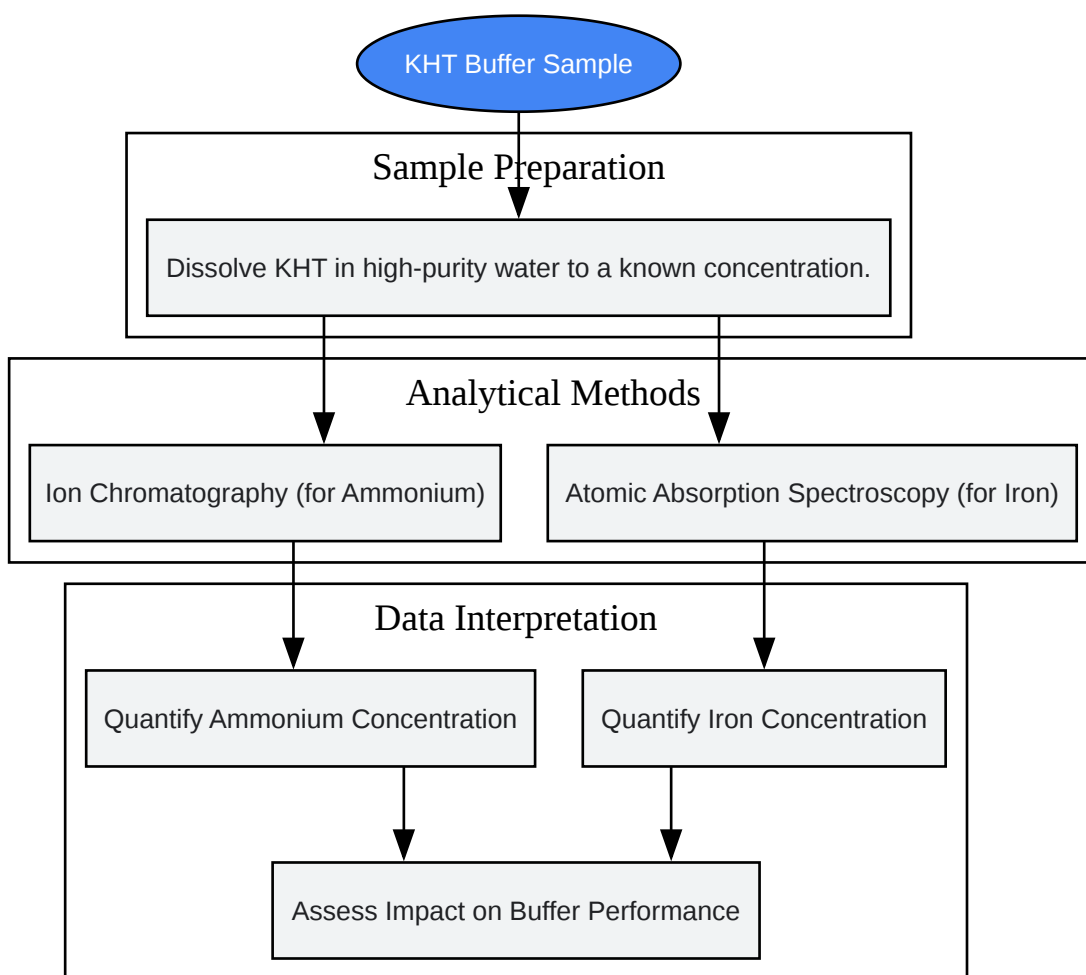 KHT Buffer Sample
Sample Preparation
Dissolve KHT in high-purity water to a known concentration.
Analytical Methods
Ion Chromatography (for Ammonium)
Atomic Absorption Spectroscopy (for Iron)
Data Interpretation
Quantify Ammonium Concentration
Quantify Iron Concentration
Assess Impact on Buffer Performance